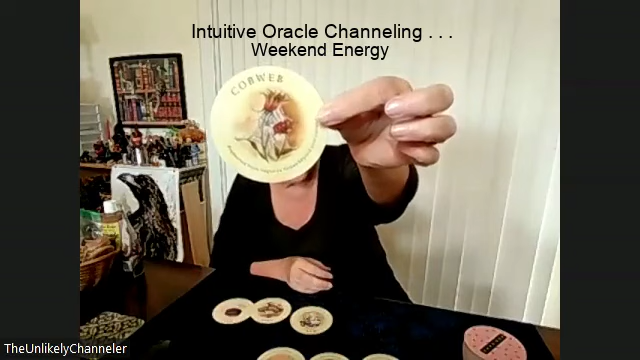 Intuitive Oracle Channeling . . .
Weekend Energy
COBWEB
TheUnlikelyChanneler